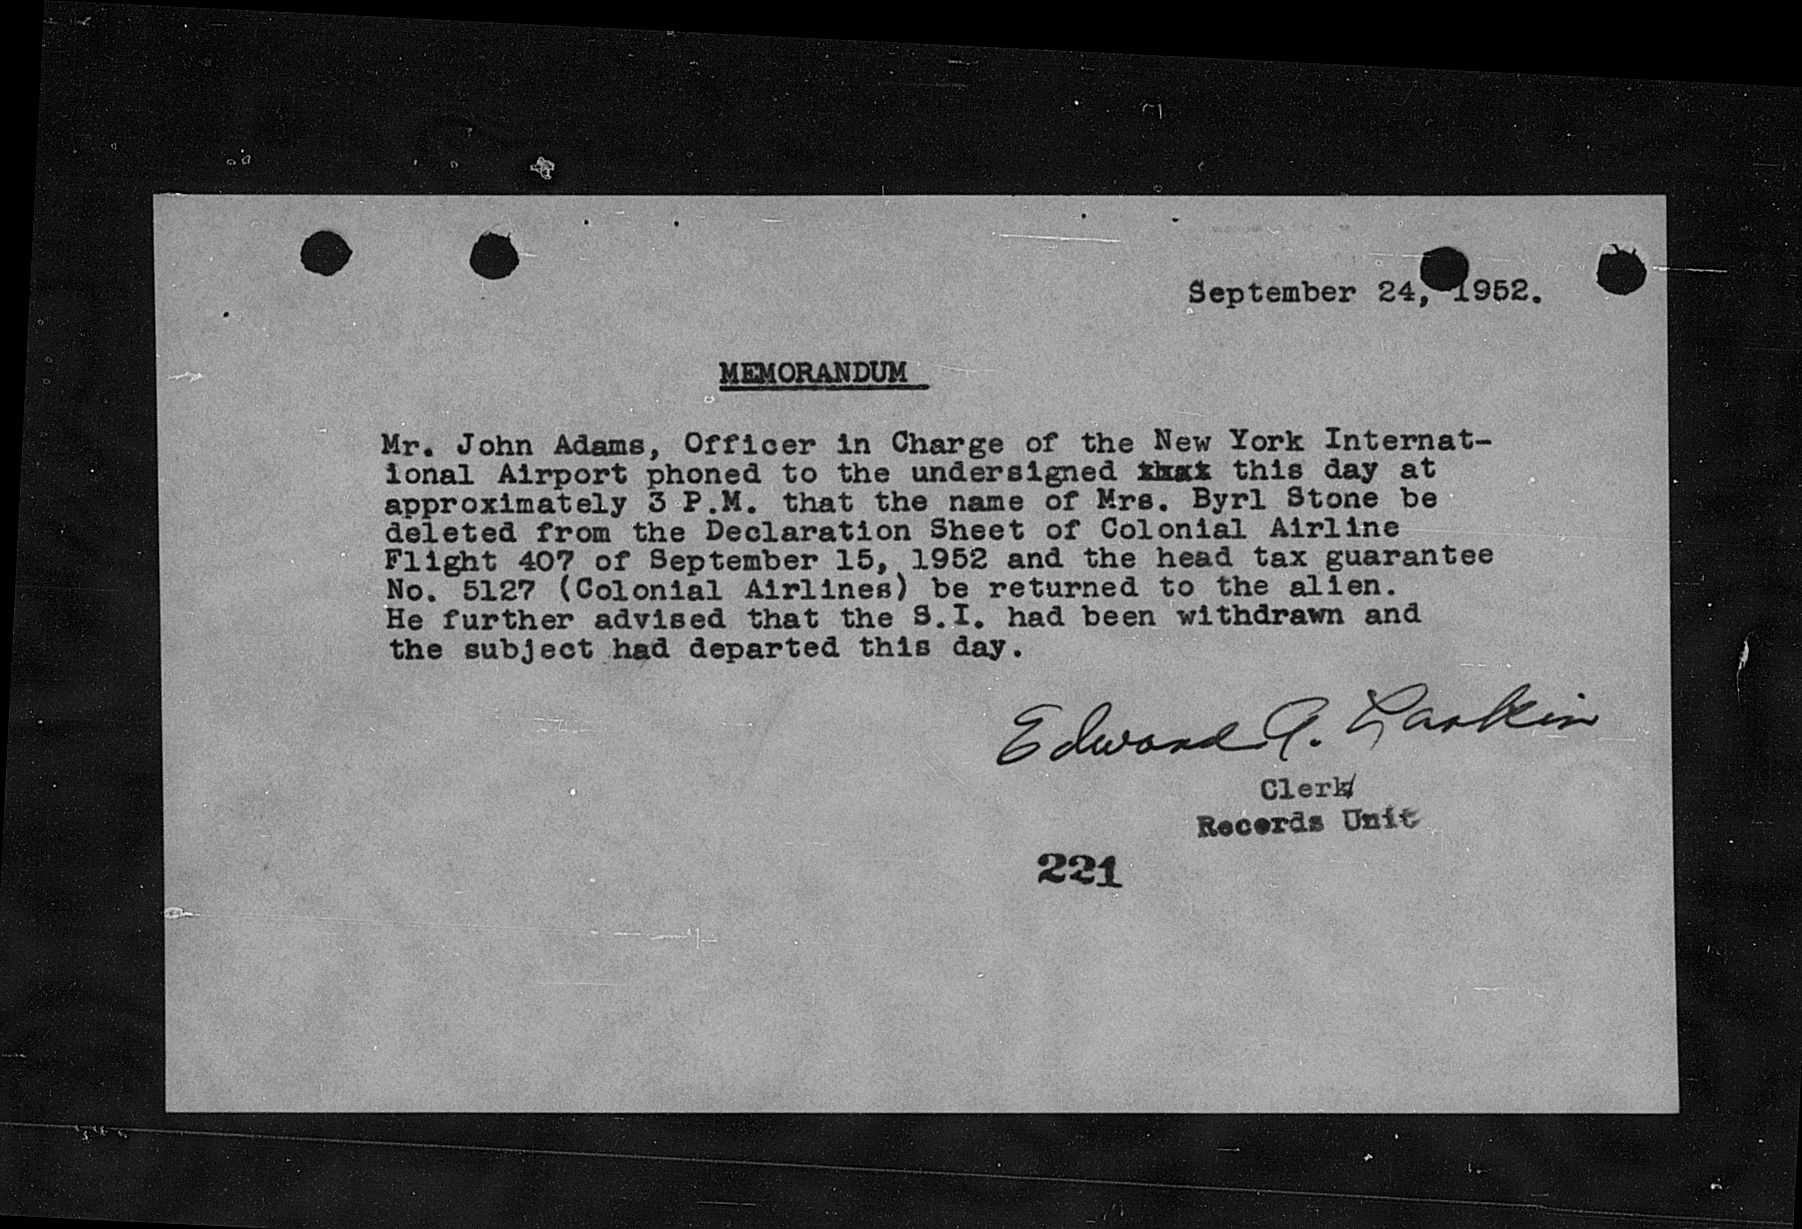 September 24, 1952.
MEMORANDUM
Mr. John Adams, Officer in Charge of the New York Internat-
ional Airport phoned to the undersigned that this day at
approximately 3 P.M. that the name of Mrs. Byrl Stone be
deleted from the Declaration Sheet of Colonial Airline
Flight 407 of September 15, 1952 and the head tax guarantee
No. 5127 (Colonial Airlines) be returned to the alien.
He further advised that the S.I. had been withdrawn and
the subject had departed this day.
Edward A. Larkin
Clerk
Records Unit
221